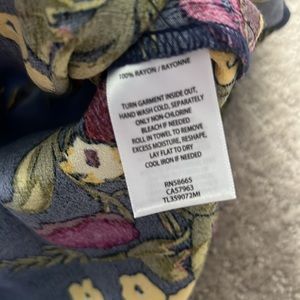 100% RAYON / RAYONNE
TURN GARMENT INSIDE OUT,
HAND WASH COLD, SEPARATELY
ONLY NON-CHLORINE
BLEACH IF NEEDED
ROLL IN TOWEL TO REMOVE
EXCESS MOISTURE, RESHAPE,
LAY FLAT TO DRY
COOL IRON IF NEEDED
RN58665
CA57963
TL359072MI